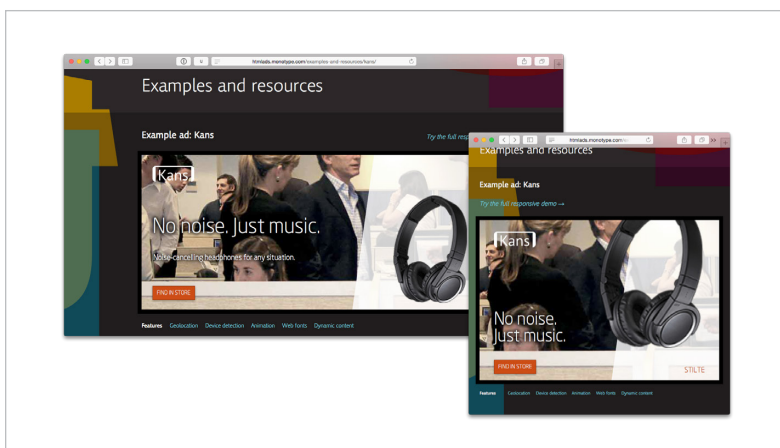 htmlads.monotype.com/examples-and-resources/kans/
Examples and resources
Example ad: Kans
Try the full resp
Kans
No noise. Just music.
Noise-cancelling headphones for any situation.
FIND IN STORE
Features Geolocation Device detection Animation Web fonts Dynamic content
htmlads.monotype.com/ex
Examples and resources
Example ad: Kans
Try the full responsive demo →
Kans
No noise.
Just music.
FIND IN STORE
STILTE
Features Geolocation Device detection Animation Web fonts Dynamic content